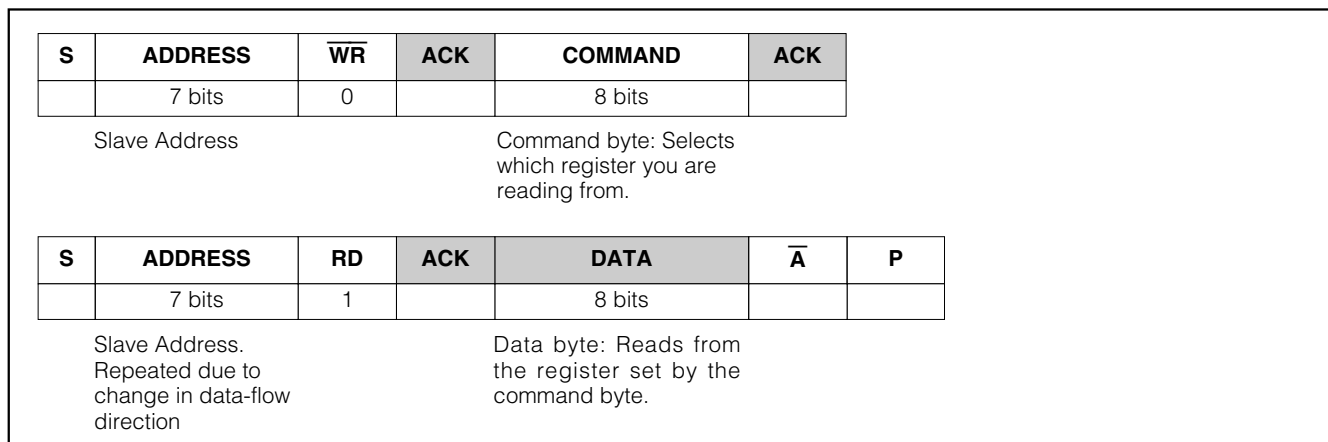 S ADDRESS W̅R̅ ACK COMMAND ACK
7 bits 0 8 bits
Slave Address
Command byte: Selects
which register you are
reading from.
S ADDRESS RD ACK DATA A̅ P
7 bits 1 8 bits
Slave Address.
Repeated due to
change in data-flow
direction
Data byte: Reads from
the register set by the
command byte.